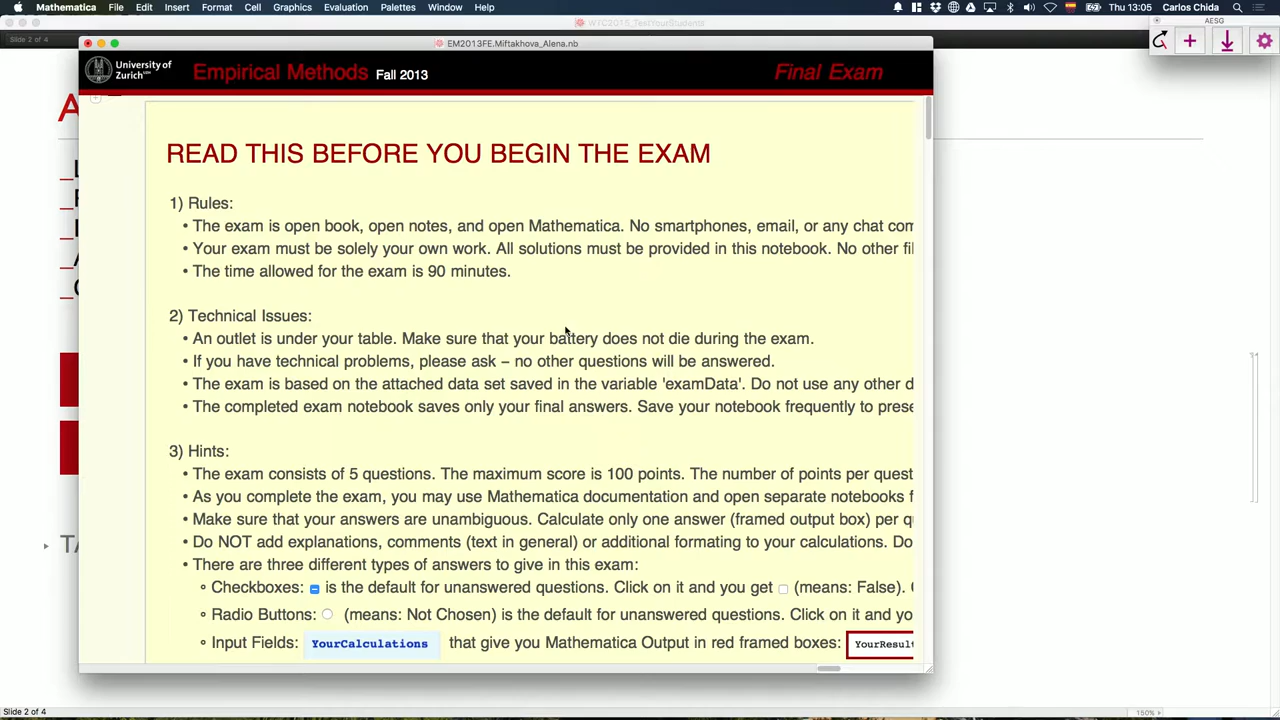 Mathematica File Edit Insert Format Cell Graphics Evaluation Palettes Window Help
Thu 13:05 Carlos Chida
WTC2015_TestYourStudents
AESG
Slide 2 of 4
EM2013FE.Miftakhova_Alena.nb
University of Zurich UZH
Empirical Methods Fall 2013
Final Exam
READ THIS BEFORE YOU BEGIN THE EXAM
1) Rules:
• The exam is open book, open notes, and open Mathematica. No smartphones, email, or any chat com
• Your exam must be solely your own work. All solutions must be provided in this notebook. No other fil
• The time allowed for the exam is 90 minutes.
2) Technical Issues:
• An outlet is under your table. Make sure that your battery does not die during the exam.
• If you have technical problems, please ask – no other questions will be answered.
• The exam is based on the attached data set saved in the variable 'examData'. Do not use any other d
• The completed exam notebook saves only your final answers. Save your notebook frequently to prese
3) Hints:
• The exam consists of 5 questions. The maximum score is 100 points. The number of points per quest
• As you complete the exam, you may use Mathematica documentation and open separate notebooks f
• Make sure that your answers are unambiguous. Calculate only one answer (framed output box) per q
• Do NOT add explanations, comments (text in general) or additional formating to your calculations. Do
• There are three different types of answers to give in this exam:
Checkboxes: is the default for unanswered questions. Click on it and you get (means: False).
Radio Buttons: (means: Not Chosen) is the default for unanswered questions. Click on it and yo
Input Fields: YourCalculations that give you Mathematica Output in red framed boxes: YourResul
TA
Slide 2 of 4
150%